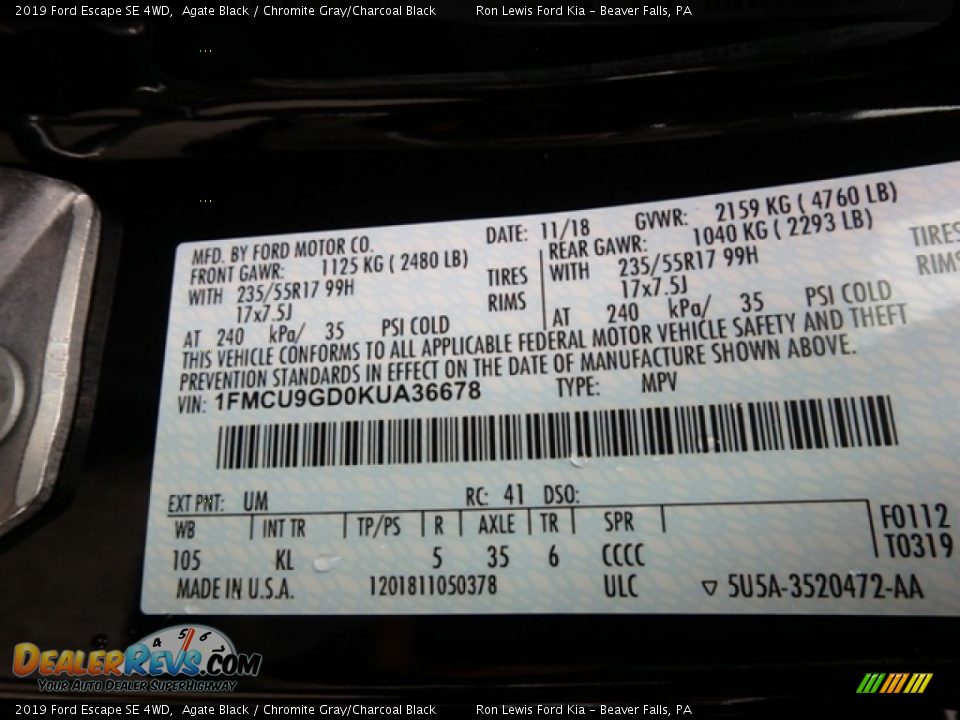 2019 Ford Escape SE 4WD, Agate Black / Chromite Gray/Charcoal Black Ron Lewis Ford Kia - Beaver Falls, PA
...
...
MFD. BY FORD MOTOR CO. DATE: 11/18 GVWR: 2159 KG ( 4760 LB)
FRONT GAWR: 1125 KG ( 2480 LB) REAR GAWR: 1040 KG ( 2293 LB)
WITH 235/55R17 99H TIRES WITH 235/55R17 99H TIRES
17x7.5J RIMS 17x7.5J RIMS
AT 240 kPa/ 35 PSI COLD AT 240 kPa/ 35 PSI COLD
THIS VEHICLE CONFORMS TO ALL APPLICABLE FEDERAL MOTOR VEHICLE SAFETY AND THEFT
PREVENTION STANDARDS IN EFFECT ON THE DATE OF MANUFACTURE SHOWN ABOVE.
VIN: 1FMCU9GD0KUA36678 TYPE: MPV
EXT PNT: UM RC: 41 DSO:
WB INT TR TP/PS R AXLE TR SPR F0112
105 KL 5 35 6 CCCC T0319
MADE IN U.S.A. 1201811050378 ULC ▽ 5U5A-3520472-AA
4 5 6
DEALERREVS.COM
YOUR AUTO DEALER SUPERHIGHWAY
2019 Ford Escape SE 4WD, Agate Black / Chromite Gray/Charcoal Black Ron Lewis Ford Kia - Beaver Falls, PA